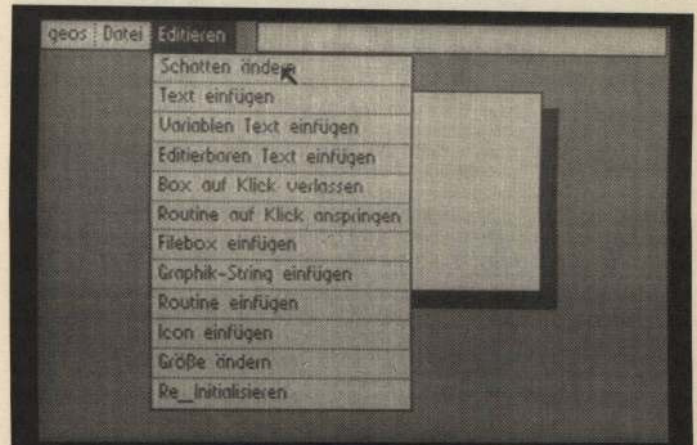 geos Datei Editieren
Schatten ändern
Text einfügen
Variablen Text einfügen
Editierbaren Text einfügen
Box auf Klick verlassen
Routine auf Klick anspringen
Filebox einfügen
Graphik-String einfügen
Routine einfügen
Icon einfügen
Größe ändern
Re_Initialisieren